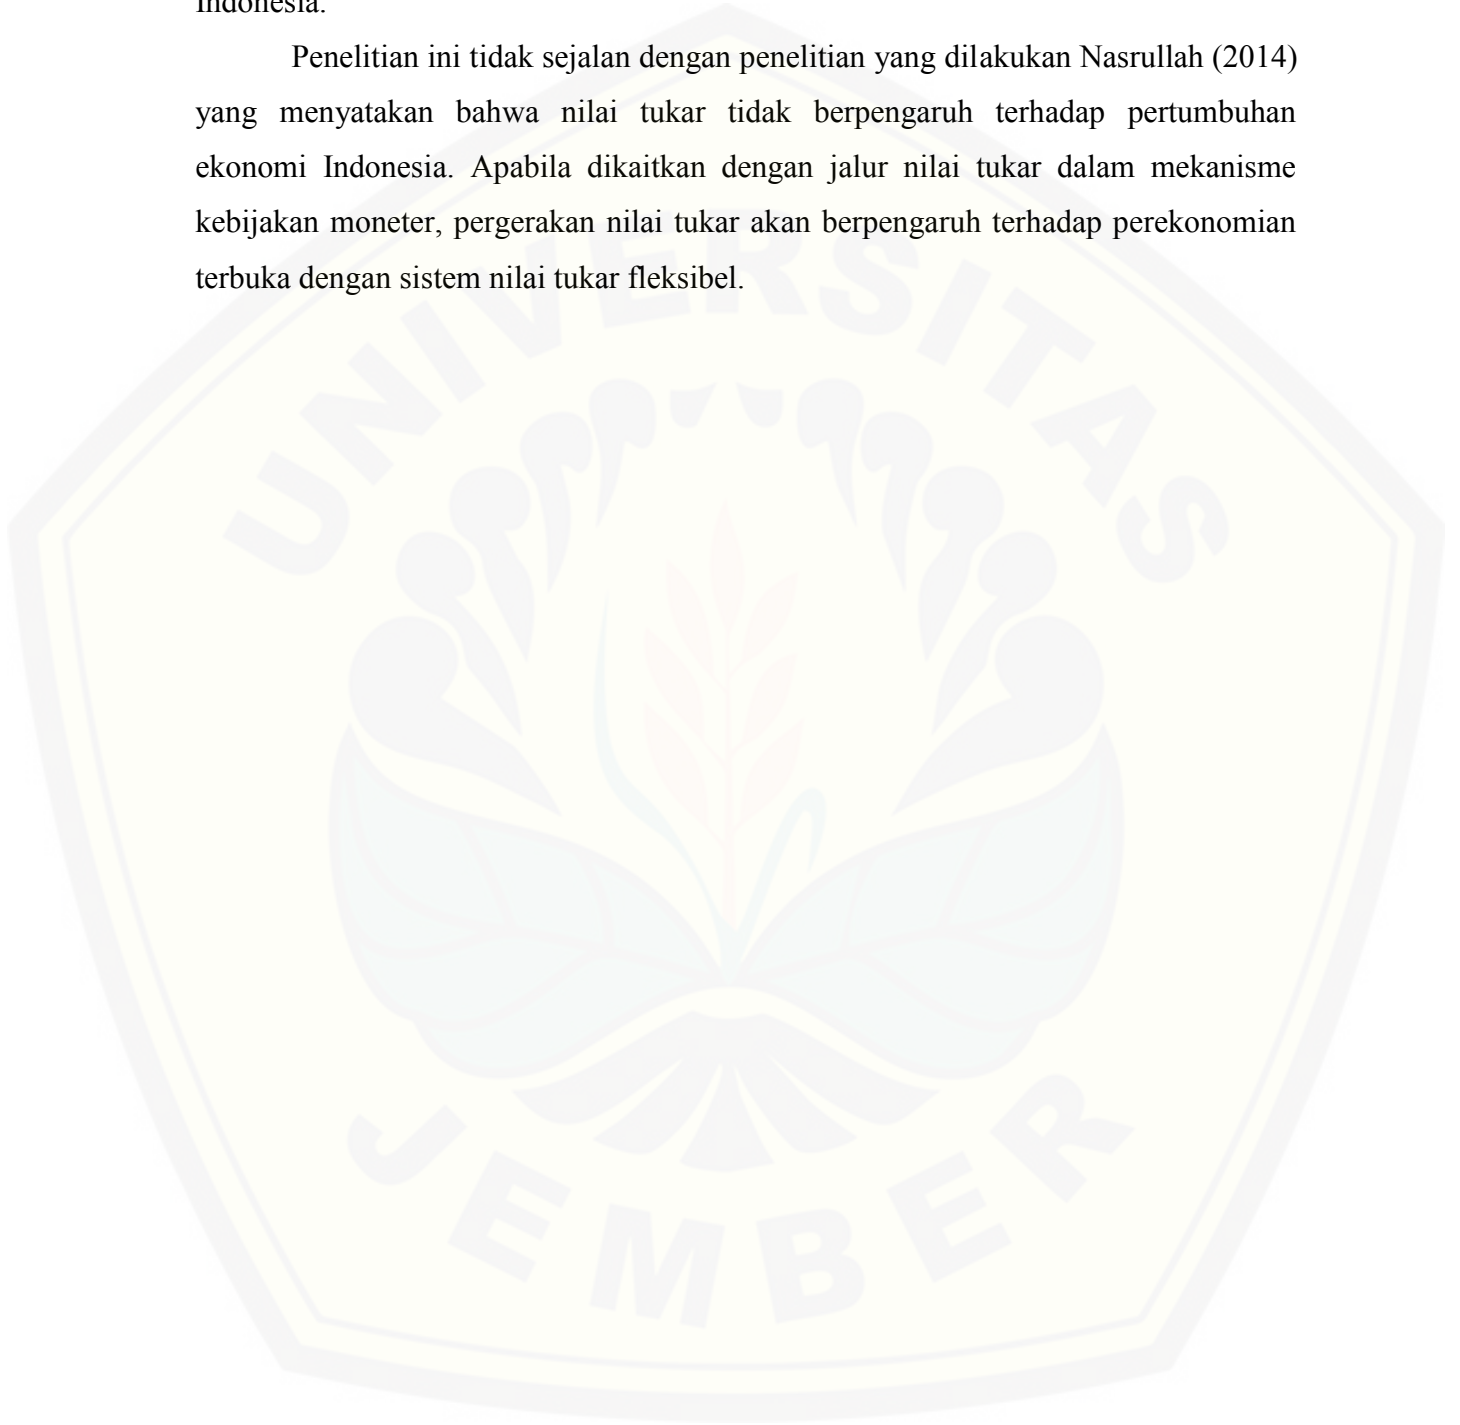 Indonesia.
Penelitian ini tidak sejalan dengan penelitian yang dilakukan Nasrullah (2014)
yang menyatakan bahwa nilai tukar tidak berpengaruh terhadap pertumbuhan
ekonomi Indonesia. Apabila dikaitkan dengan jalur nilai tukar dalam mekanisme
kebijakan moneter, pergerakan nilai tukar akan berpengaruh terhadap perekonomian
terbuka dengan sistem nilai tukar fleksibel.
UNIVERSITAS
JEMBER